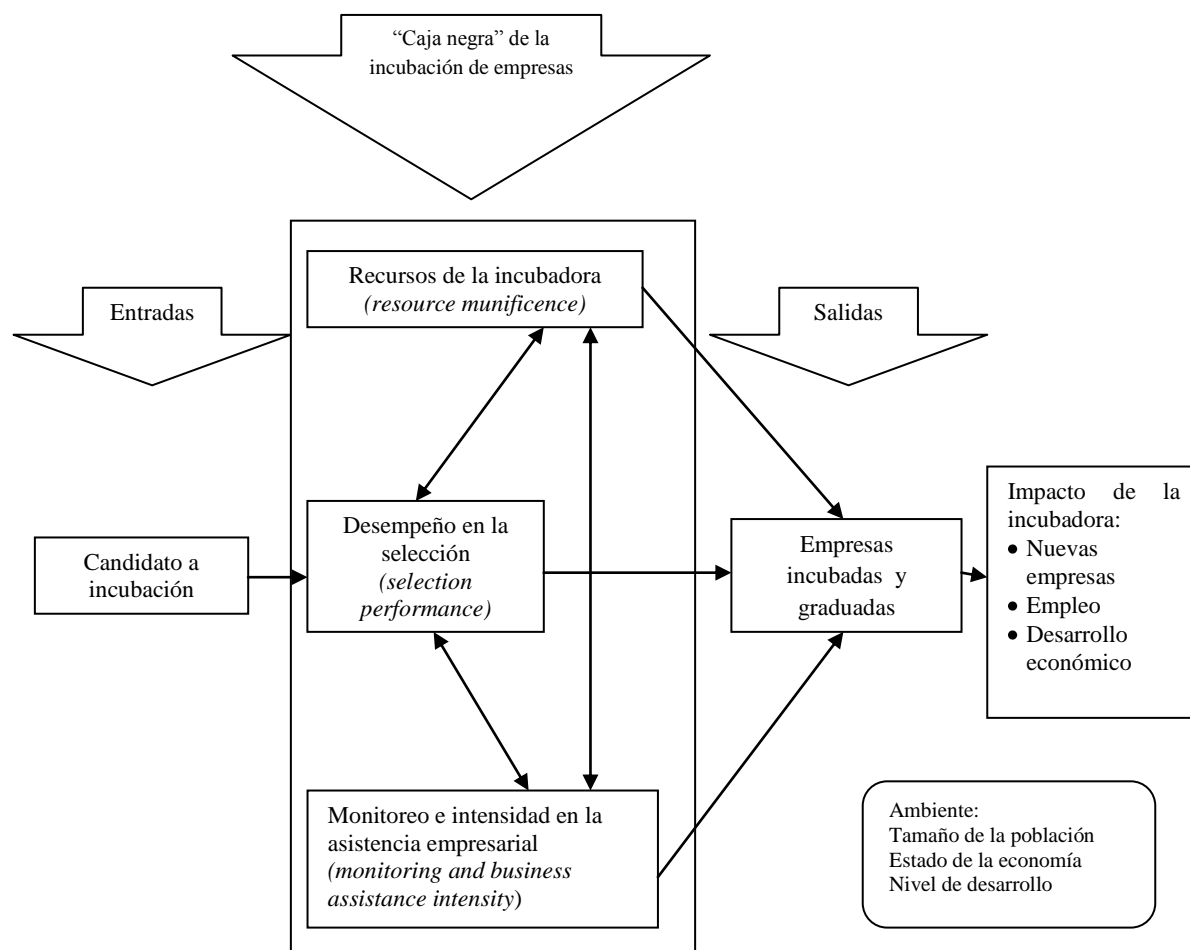 “Caja negra” de la
incubación de empresas
Entradas
Recursos de la incubadora
(resource munificence)
Salidas
Candidato a
incubación
Desempeño en la
selección
(selection
performance)
Empresas
incubadas y
graduadas
Impacto de la
incubadora:
• Nuevas
empresas
• Empleo
• Desarrollo
económico
Monitoreo e intensidad en la
asistencia empresarial
(monitoring and business
assistance intensity)
Ambiente:
Tamaño de la población
Estado de la economía
Nivel de desarrollo